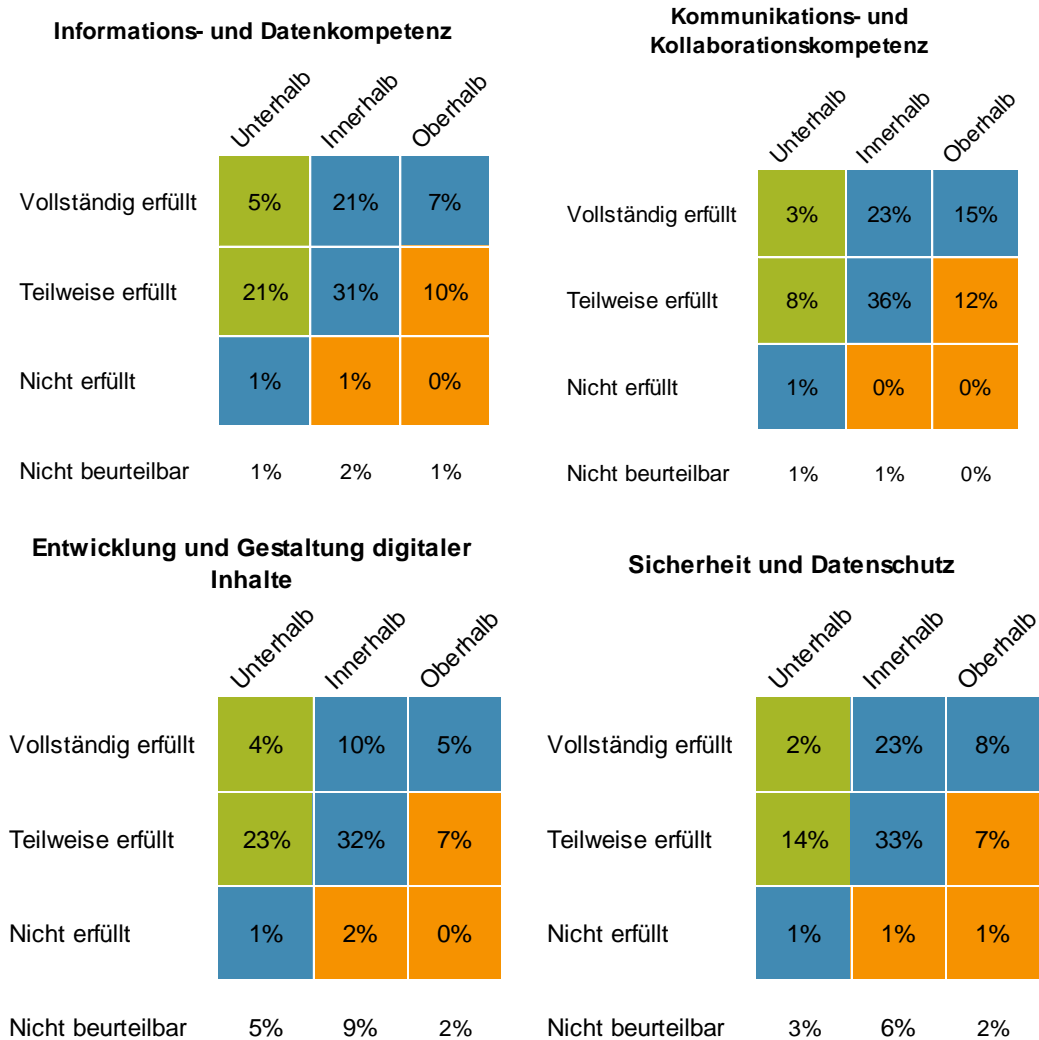 Informations- und Datenkompetenz
Unterhalb Innerhalb Oberhalb
Vollständig erfüllt 5% 21% 7%
Teilweise erfüllt 21% 31% 10%
Nicht erfüllt 1% 1% 0%
Nicht beurteilbar 1% 2% 1%
Kommunikations- und
Kollaborationskompetenz
Unterhalb Innerhalb Oberhalb
Vollständig erfüllt 3% 23% 15%
Teilweise erfüllt 8% 36% 12%
Nicht erfüllt 1% 0% 0%
Nicht beurteilbar 1% 1% 0%
Entwicklung und Gestaltung digitaler
Inhalte
Unterhalb Innerhalb Oberhalb
Vollständig erfüllt 4% 10% 5%
Teilweise erfüllt 23% 32% 7%
Nicht erfüllt 1% 2% 0%
Nicht beurteilbar 5% 9% 2%
Sicherheit und Datenschutz
Unterhalb Innerhalb Oberhalb
Vollständig erfüllt 2% 23% 8%
Teilweise erfüllt 14% 33% 7%
Nicht erfüllt 1% 1% 1%
Nicht beurteilbar 3% 6% 2%